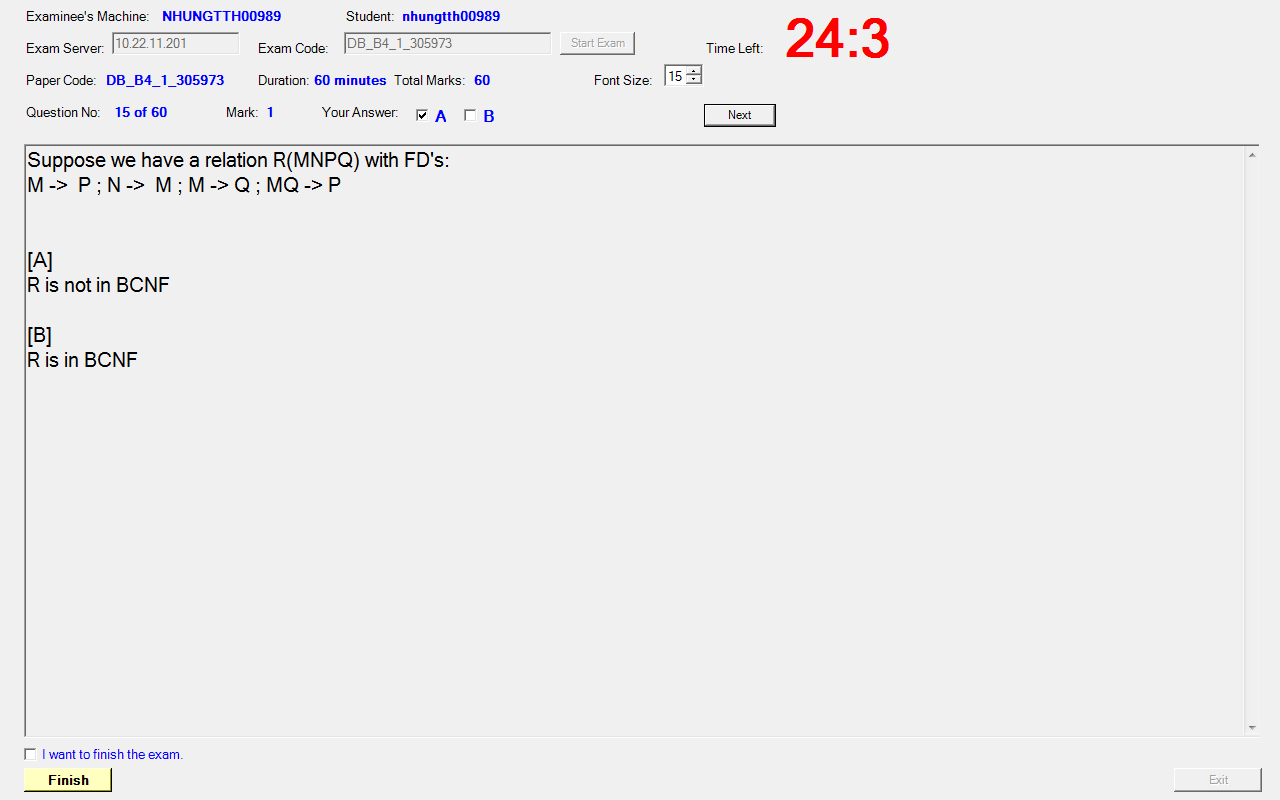 Examinee's Machine: NHUNGTTH00989 Student: nhungtth00989
Exam Server: 10.22.11.201 Exam Code: DB_B4_1_305973 Start Exam Time Left: 24:3
Paper Code: DB_B4_1_305973 Duration: 60 minutes Total Marks: 60 Font Size: 15
Question No: 15 of 60 Mark: 1 Your Answer: A B Next
Suppose we have a relation R(MNPQ) with FD's:
M -> P ; N -> M ; M -> Q ; MQ -> P
[A]
R is not in BCNF
[B]
R is in BCNF
I want to finish the exam.
Finish Exit